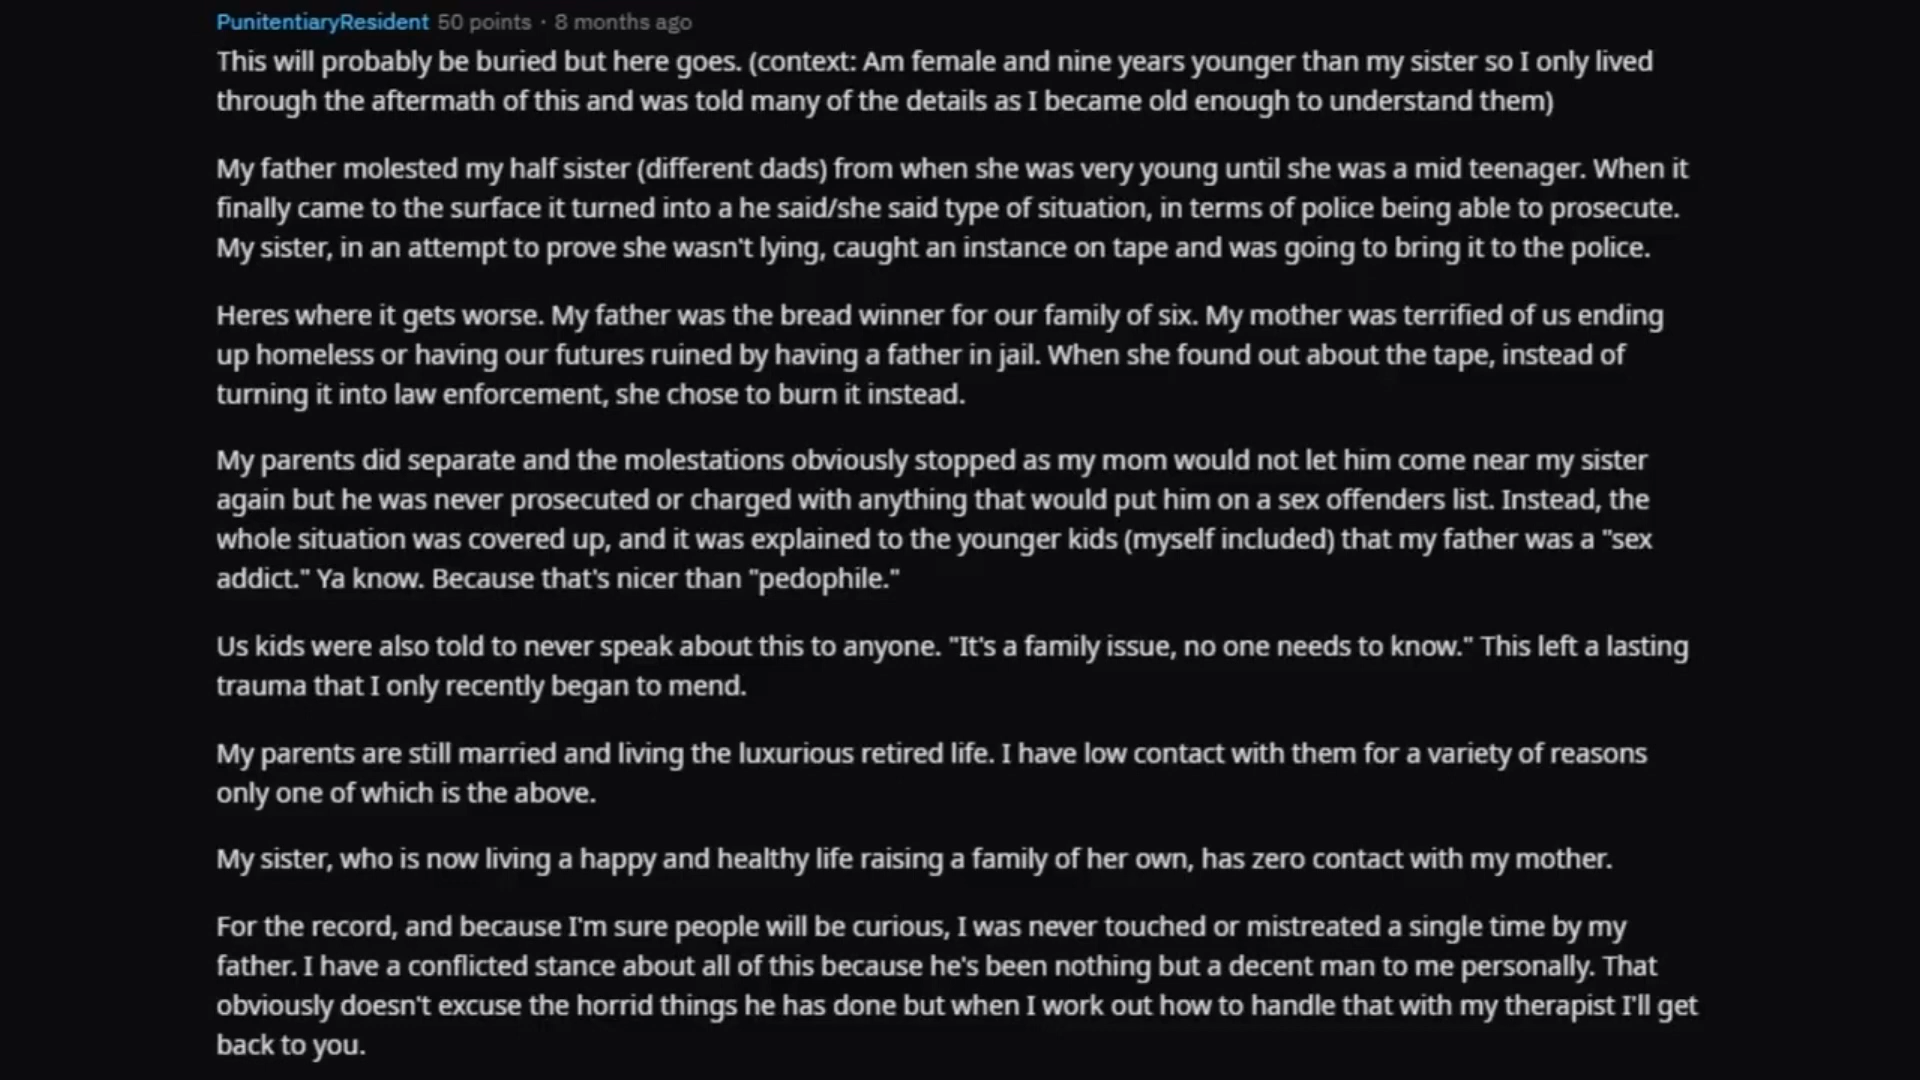 PunitentiaryResident 50 points · 8 months ago
This will probably be buried but here goes. (context: Am female and nine years younger than my sister so I only lived
through the aftermath of this and was told many of the details as I became old enough to understand them)
My father molested my half sister (different dads) from when she was very young until she was a mid teenager. When it
finally came to the surface it turned into a he said/she said type of situation, in terms of police being able to prosecute.
My sister, in an attempt to prove she wasn't lying, caught an instance on tape and was going to bring it to the police.
Heres where it gets worse. My father was the bread winner for our family of six. My mother was terrified of us ending
up homeless or having our futures ruined by having a father in jail. When she found out about the tape, instead of
turning it into law enforcement, she chose to burn it instead.
My parents did separate and the molestations obviously stopped as my mom would not let him come near my sister
again but he was never prosecuted or charged with anything that would put him on a sex offenders list. Instead, the
whole situation was covered up, and it was explained to the younger kids (myself included) that my father was a "sex
addict." Ya know. Because that's nicer than "pedophile."
Us kids were also told to never speak about this to anyone. "It's a family issue, no one needs to know." This left a lasting
trauma that I only recently began to mend.
My parents are still married and living the luxurious retired life. I have low contact with them for a variety of reasons
only one of which is the above.
My sister, who is now living a happy and healthy life raising a family of her own, has zero contact with my mother.
For the record, and because I'm sure people will be curious, I was never touched or mistreated a single time by my
father. I have a conflicted stance about all of this because he's been nothing but a decent man to me personally. That
obviously doesn't excuse the horrid things he has done but when I work out how to handle that with my therapist I'll get
back to you.